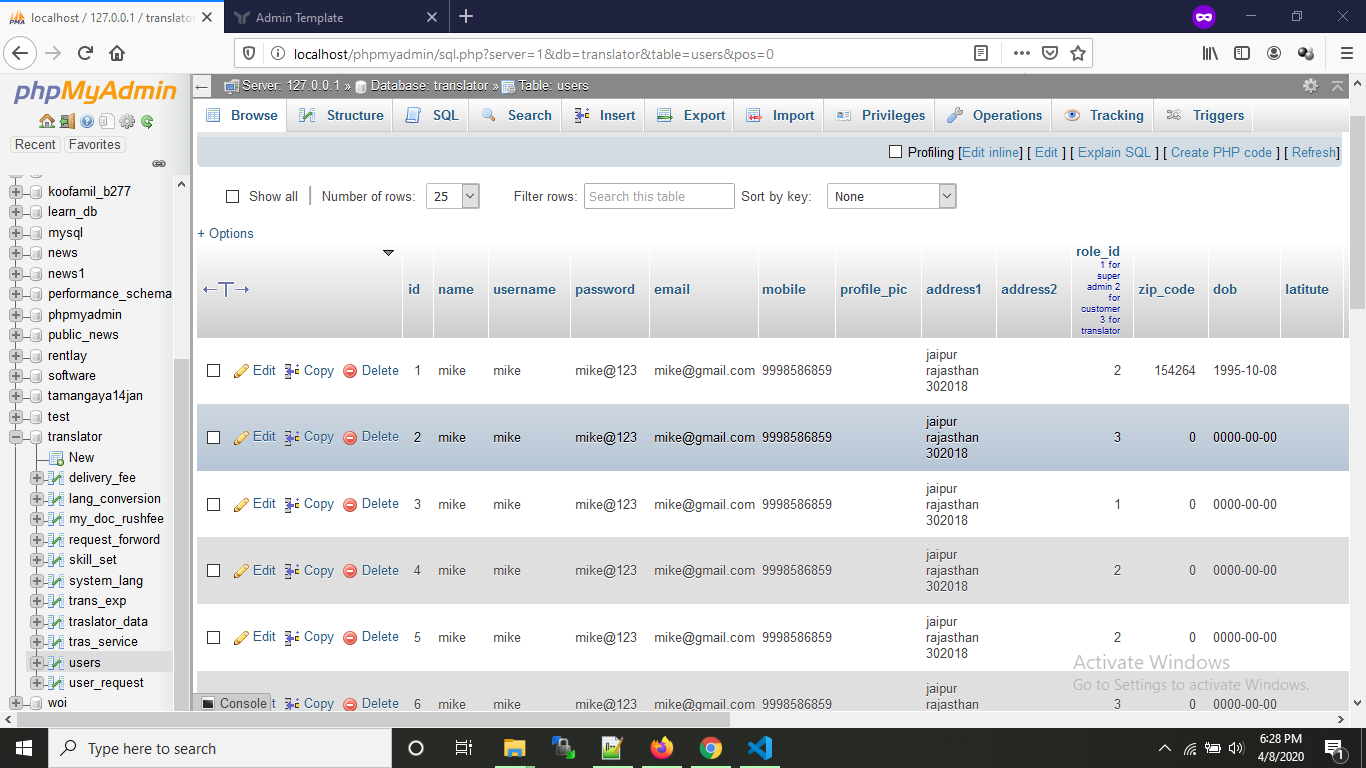 localhost / 127.0.0.1 / translator
Admin Template
localhost/phpmyadmin/sql.php?server=1&db=translator&table=users&pos=0
phpMyAdmin
Recent Favorites
koofamil_b277
learn_db
mysql
news
news1
performance_schema
phpmyadmin
public_news
rentlay
software
tamangaya14jan
test
translator
New
delivery_fee
lang_conversion
my_doc_rushfee
request_forword
skill_set
system_lang
trans_exp
traslator_data
tras_service
users
user_request
woi
Server: 127.0.0.1 » Database: translator » Table: users
Browse Structure SQL Search Insert Export Import Privileges Operations Tracking Triggers
Profiling [Edit inline] [ Edit ] [ Explain SQL ] [ Create PHP code ] [ Refresh]
Show all | Number of rows: 25 Filter rows: Search this table Sort by key: None
+ Options
←T→ id name username password email mobile profile_pic address1 address2 role_id zip_code dob latitute
1 for
super
admin 2
for
customer
3 for
translator
Edit Copy Delete 1 mike mike mike@123 mike@gmail.com 9998586859 jaipur rajasthan 302018 2 154264 1995-10-08
Edit Copy Delete 2 mike mike mike@123 mike@gmail.com 9998586859 jaipur rajasthan 302018 3 0 0000-00-00
Edit Copy Delete 3 mike mike mike@123 mike@gmail.com 9998586859 jaipur rajasthan 302018 1 0 0000-00-00
Edit Copy Delete 4 mike mike mike@123 mike@gmail.com 9998586859 jaipur rajasthan 302018 2 0 0000-00-00
Edit Copy Delete 5 mike mike mike@123 mike@gmail.com 9998586859 jaipur rajasthan 302018 2 0 0000-00-00
Copy Delete 6 mike mike mike@123 mike@gmail.com 9998586859 jaipur rajasthan 3 0 0000-00-00
Console
Activate Windows
Go to Settings to activate Windows.
Type here to search
6:28 PM
4/8/2020
1